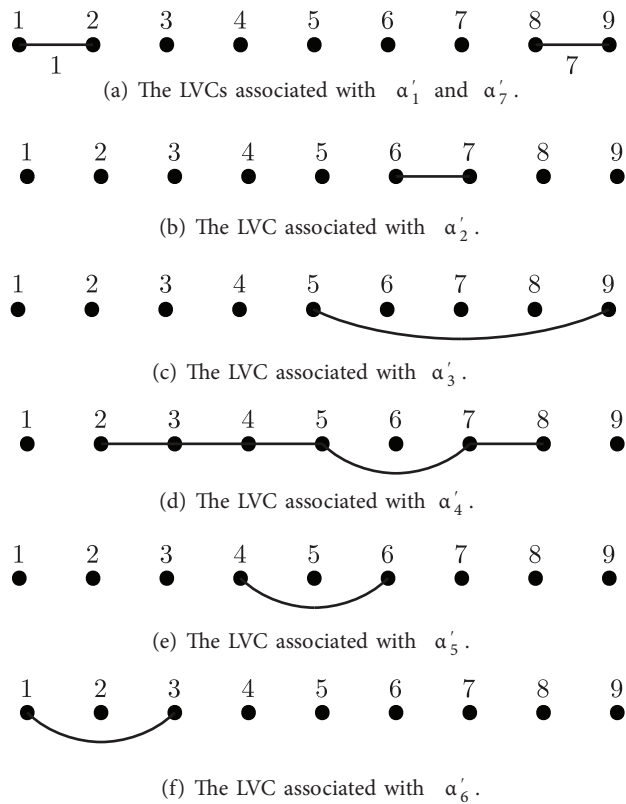 1 2 3 4 5 6 7 8 9
1 7
(a) The LVCs associated with α′1 and α′7 .
1 2 3 4 5 6 7 8 9
(b) The LVC associated with α′2 .
1 2 3 4 5 6 7 8 9
(c) The LVC associated with α′3 .
1 2 3 4 5 6 7 8 9
(d) The LVC associated with α′4 .
1 2 3 4 5 6 7 8 9
(e) The LVC associated with α′5 .
1 2 3 4 5 6 7 8 9
(f) The LVC associated with α′6 .